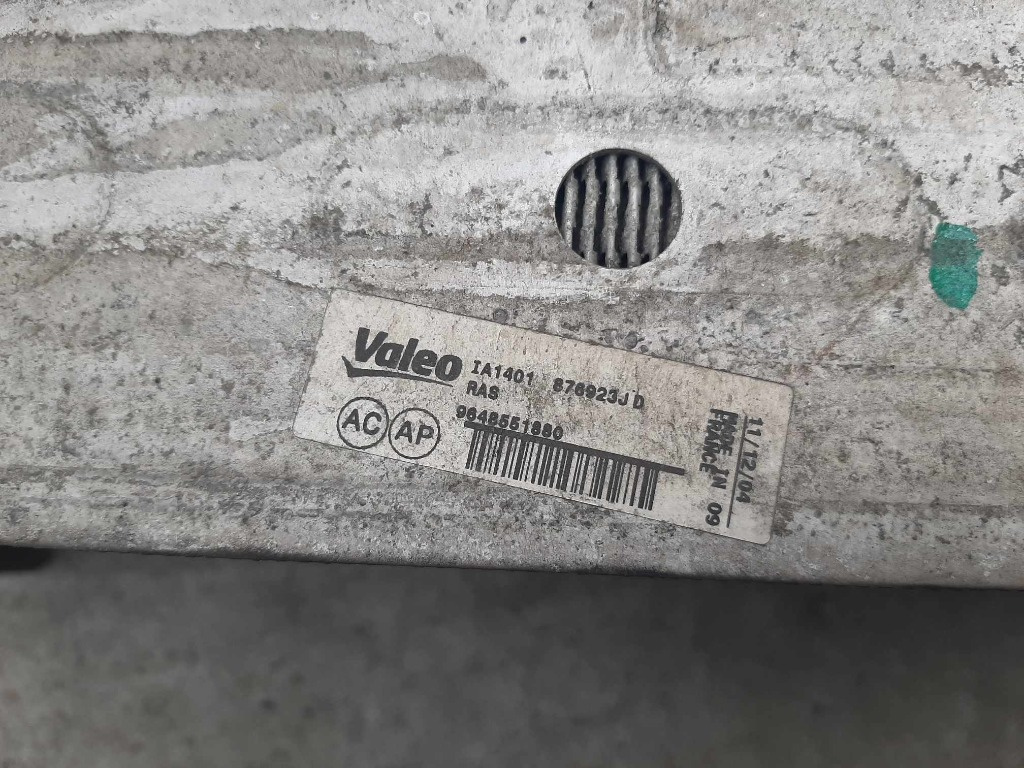 Valeo
IA1401 876923J D
RAS
9648551880
AC AP
11/12/04
MADE IN
FRANCE 09